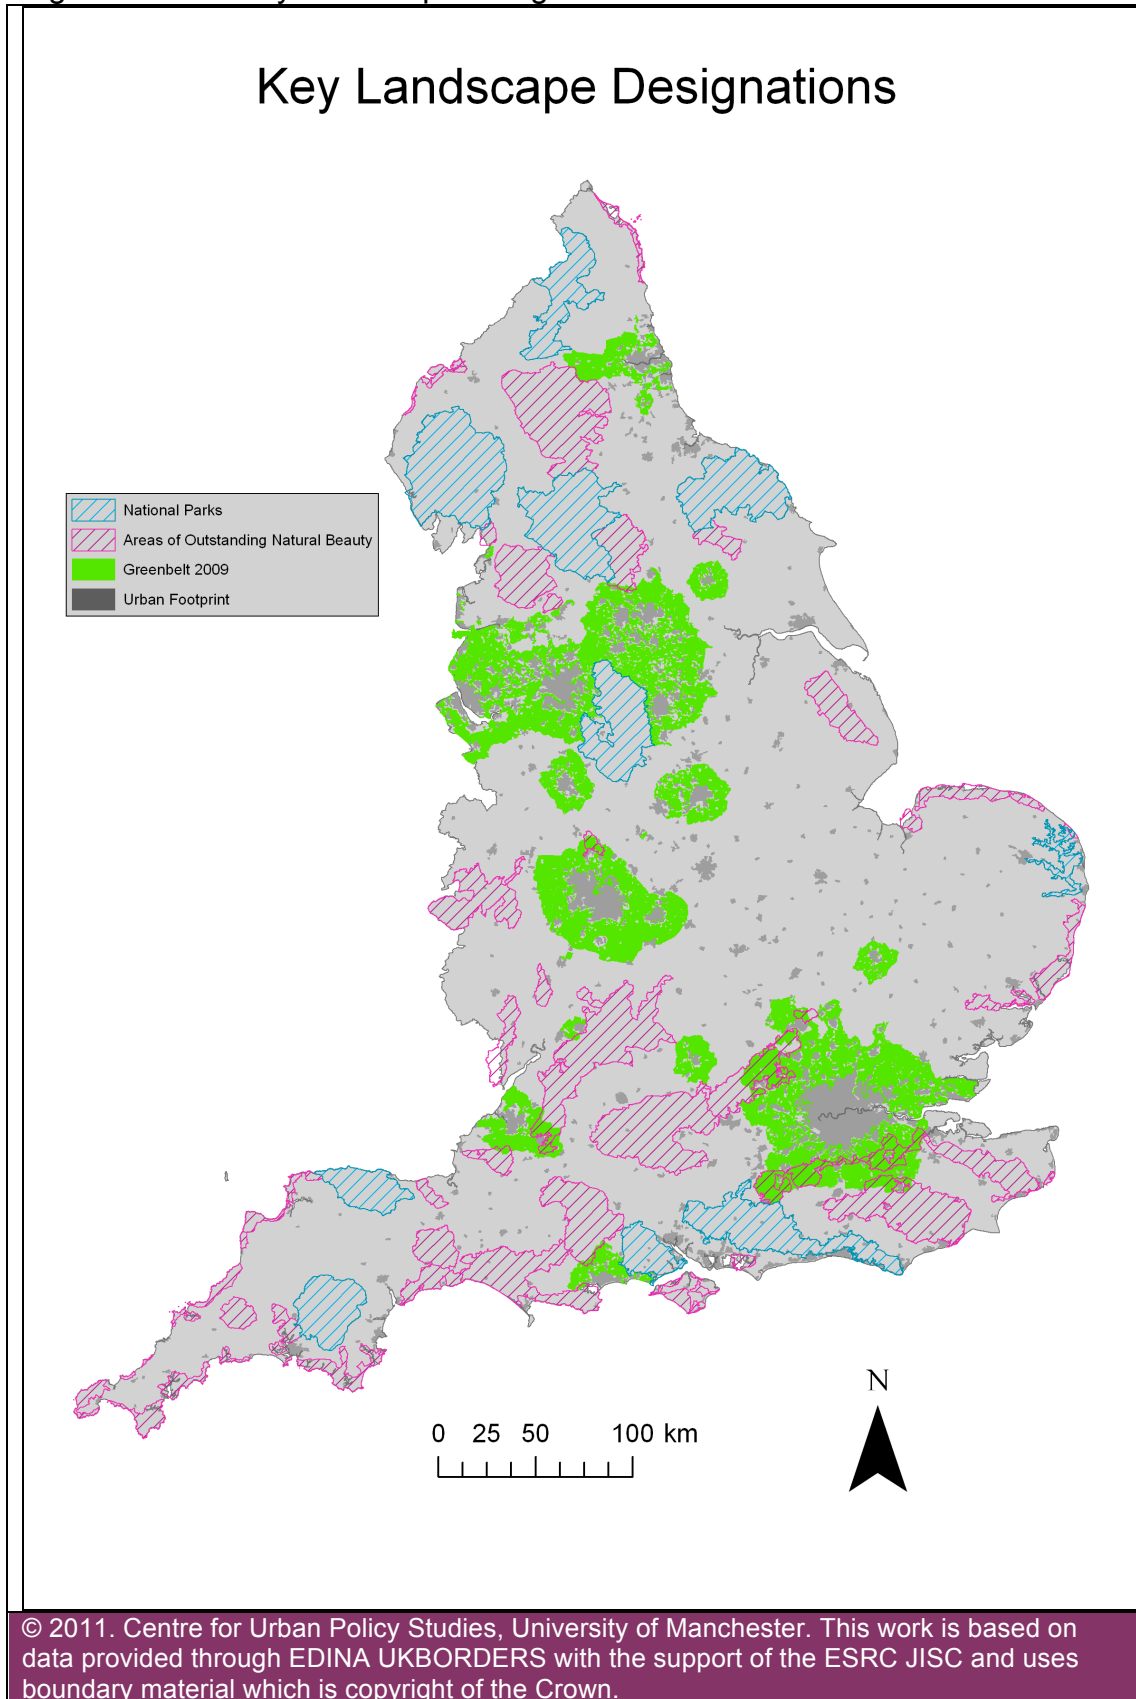 Key Landscape Designations
National Parks
Areas of Outstanding Natural Beauty
Greenbelt 2009
Urban Footprint
N
0 25 50 100 km
© 2011. Centre for Urban Policy Studies, University of Manchester. This work is based on
data provided through EDINA UKBORDERS with the support of the ESRC JISC and uses
boundary material which is copyright of the Crown.